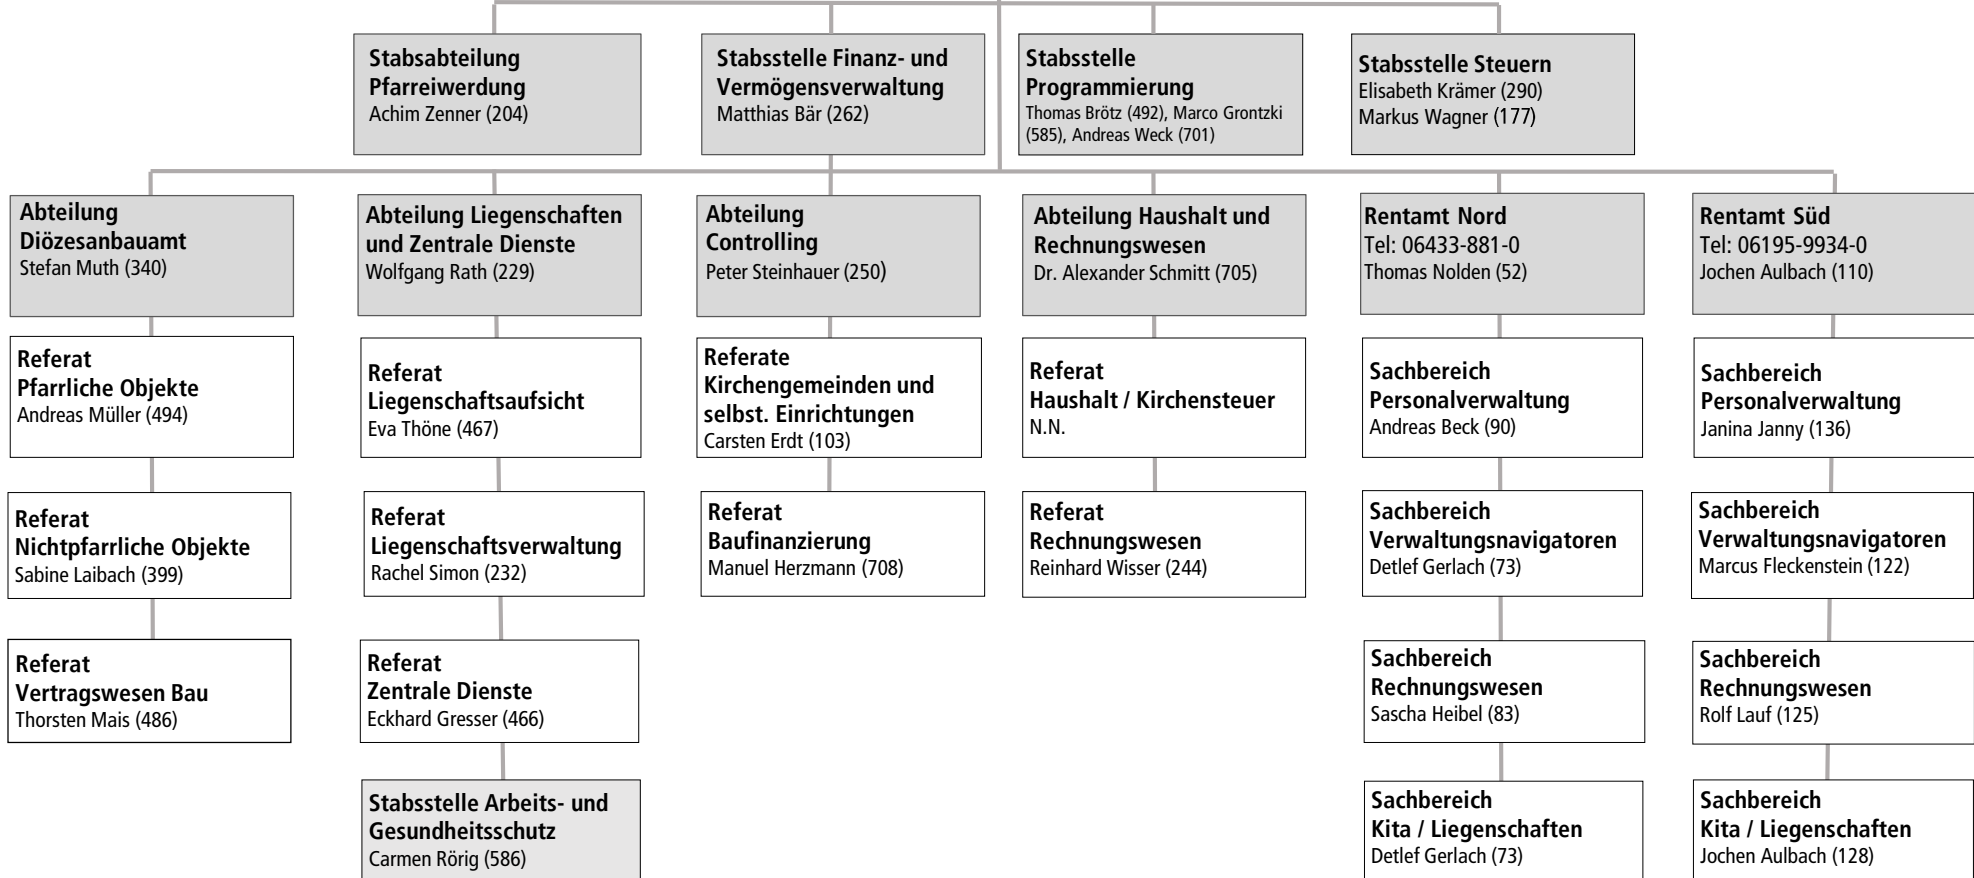 Stabsabteilung
Pfarreiwerdung
Achim Zenner (204)
Stabsstelle Finanz- und
Vermögensverwaltung
Matthias Bär (262)
Stabsstelle
Programmierung
Thomas Brötz (492), Marco Grontzki
(585), Andreas Weck (701)
Stabsstelle Steuern
Elisabeth Krämer (290)
Markus Wagner (177)
Abteilung
Diözesanbauamt
Stefan Muth (340)
Abteilung Liegenschaften
und Zentrale Dienste
Wolfgang Rath (229)
Abteilung
Controlling
Peter Steinhauer (250)
Abteilung Haushalt und
Rechnungswesen
Dr. Alexander Schmitt (705)
Rentamt Nord
Tel: 06433-881-0
Thomas Nolden (52)
Rentamt Süd
Tel: 06195-9934-0
Jochen Aulbach (110)
Referat
Pfarrliche Objekte
Andreas Müller (494)
Referat
Liegenschaftsaufsicht
Eva Thöne (467)
Referate
Kirchengemeinden und
selbst. Einrichtungen
Carsten Erdt (103)
Referat
Haushalt / Kirchensteuer
N.N.
Sachbereich
Personalverwaltung
Andreas Beck (90)
Sachbereich
Personalverwaltung
Janina Janny (136)
Referat
Nichtpfarrliche Objekte
Sabine Laibach (399)
Referat
Liegenschaftsverwaltung
Rachel Simon (232)
Referat
Baufinanzierung
Manuel Herzmann (708)
Referat
Rechnungswesen
Reinhard Wisser (244)
Sachbereich
Verwaltungsnavigatoren
Detlef Gerlach (73)
Sachbereich
Verwaltungsnavigatoren
Marcus Fleckenstein (122)
Referat
Vertragswesen Bau
Thorsten Mais (486)
Referat
Zentrale Dienste
Eckhard Gresser (466)
Sachbereich
Rechnungswesen
Sascha Heibel (83)
Sachbereich
Rechnungswesen
Rolf Lauf (125)
Stabsstelle Arbeits- und
Gesundheitsschutz
Carmen Rörig (586)
Sachbereich
Kita / Liegenschaften
Detlef Gerlach (73)
Sachbereich
Kita / Liegenschaften
Jochen Aulbach (128)